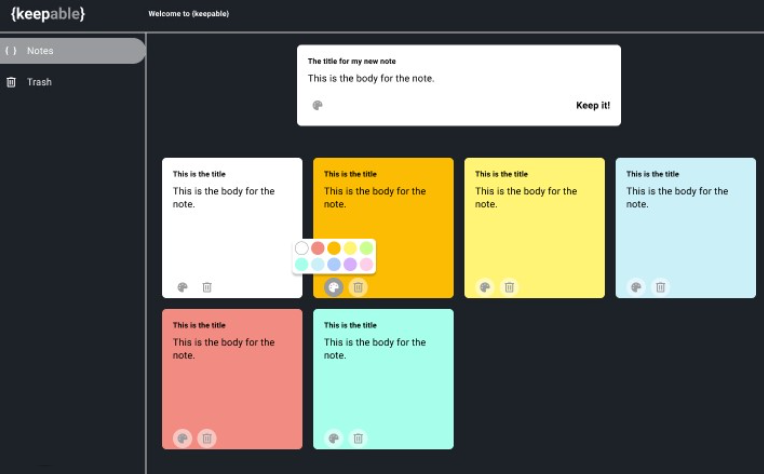 {keepable}
Welcome to {keepable}
{ } Notes
Trash
The title for my new note
This is the body for the note.
Keep it!
This is the title
This is the body for the
note.
This is the title
This is the body for the
note.
This is the title
This is the body for the
note.
This is the title
This is the body for the
note.
This is the title
This is the body for the
note.
This is the title
This is the body for the
note.